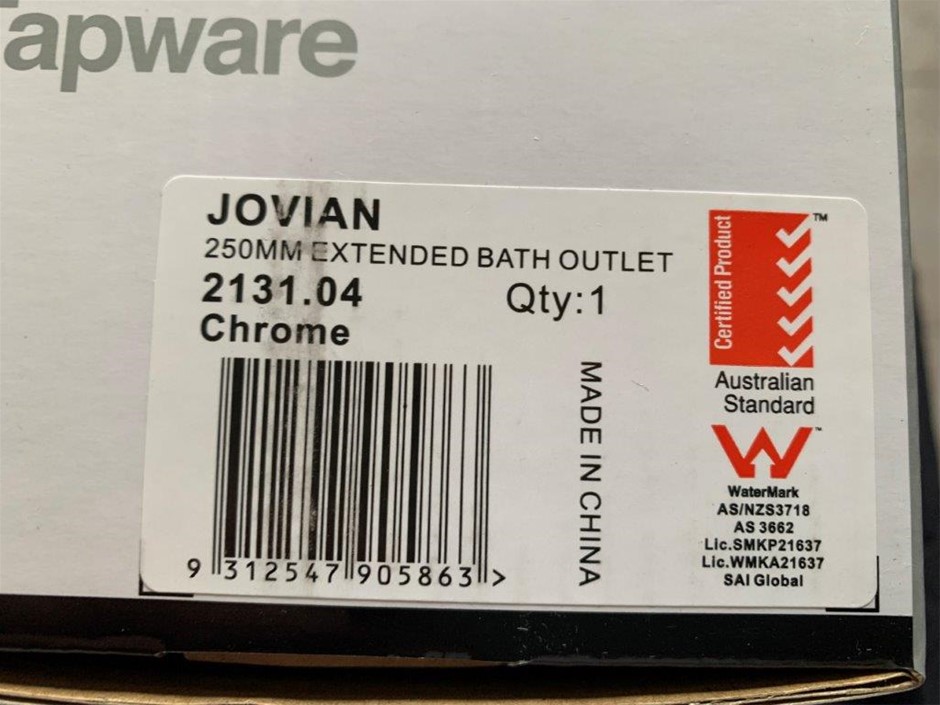 Tapware
JOVIAN
250MM EXTENDED BATH OUTLET
2131.04
Qty:1
Chrome
MADE IN CHINA
9 312547 905863 >
Certified Product
TM
Australian
Standard
TM
WaterMark
AS/NZS3718
AS 3662
Lic.SMKP21637
Lic.WMKA21637
SAI Global